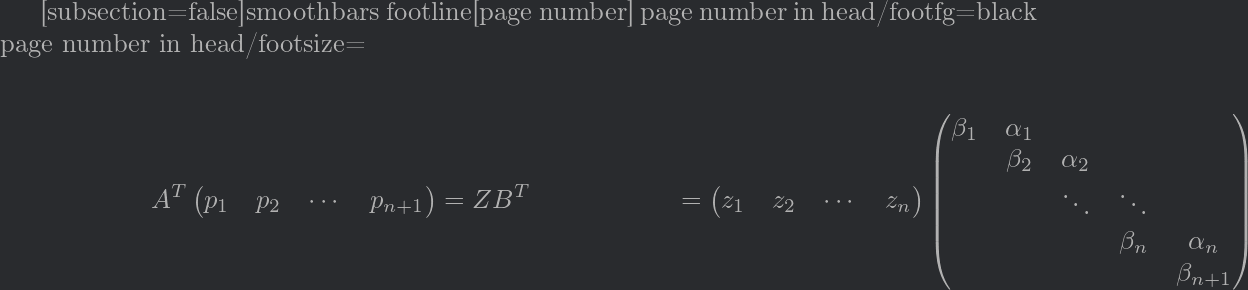 [subsection=false]smoothbars footline[page number] page number in head/footfg=black
page number in head/footsize=
A^T (p_1 p_2 ⋯ p_{n+1}) = ZB^T = (z_1 z_2 ⋯ z_n) (β_1 α_1
β_2 α_2
⋱ ⋱
β_n α_n
β_{n+1})